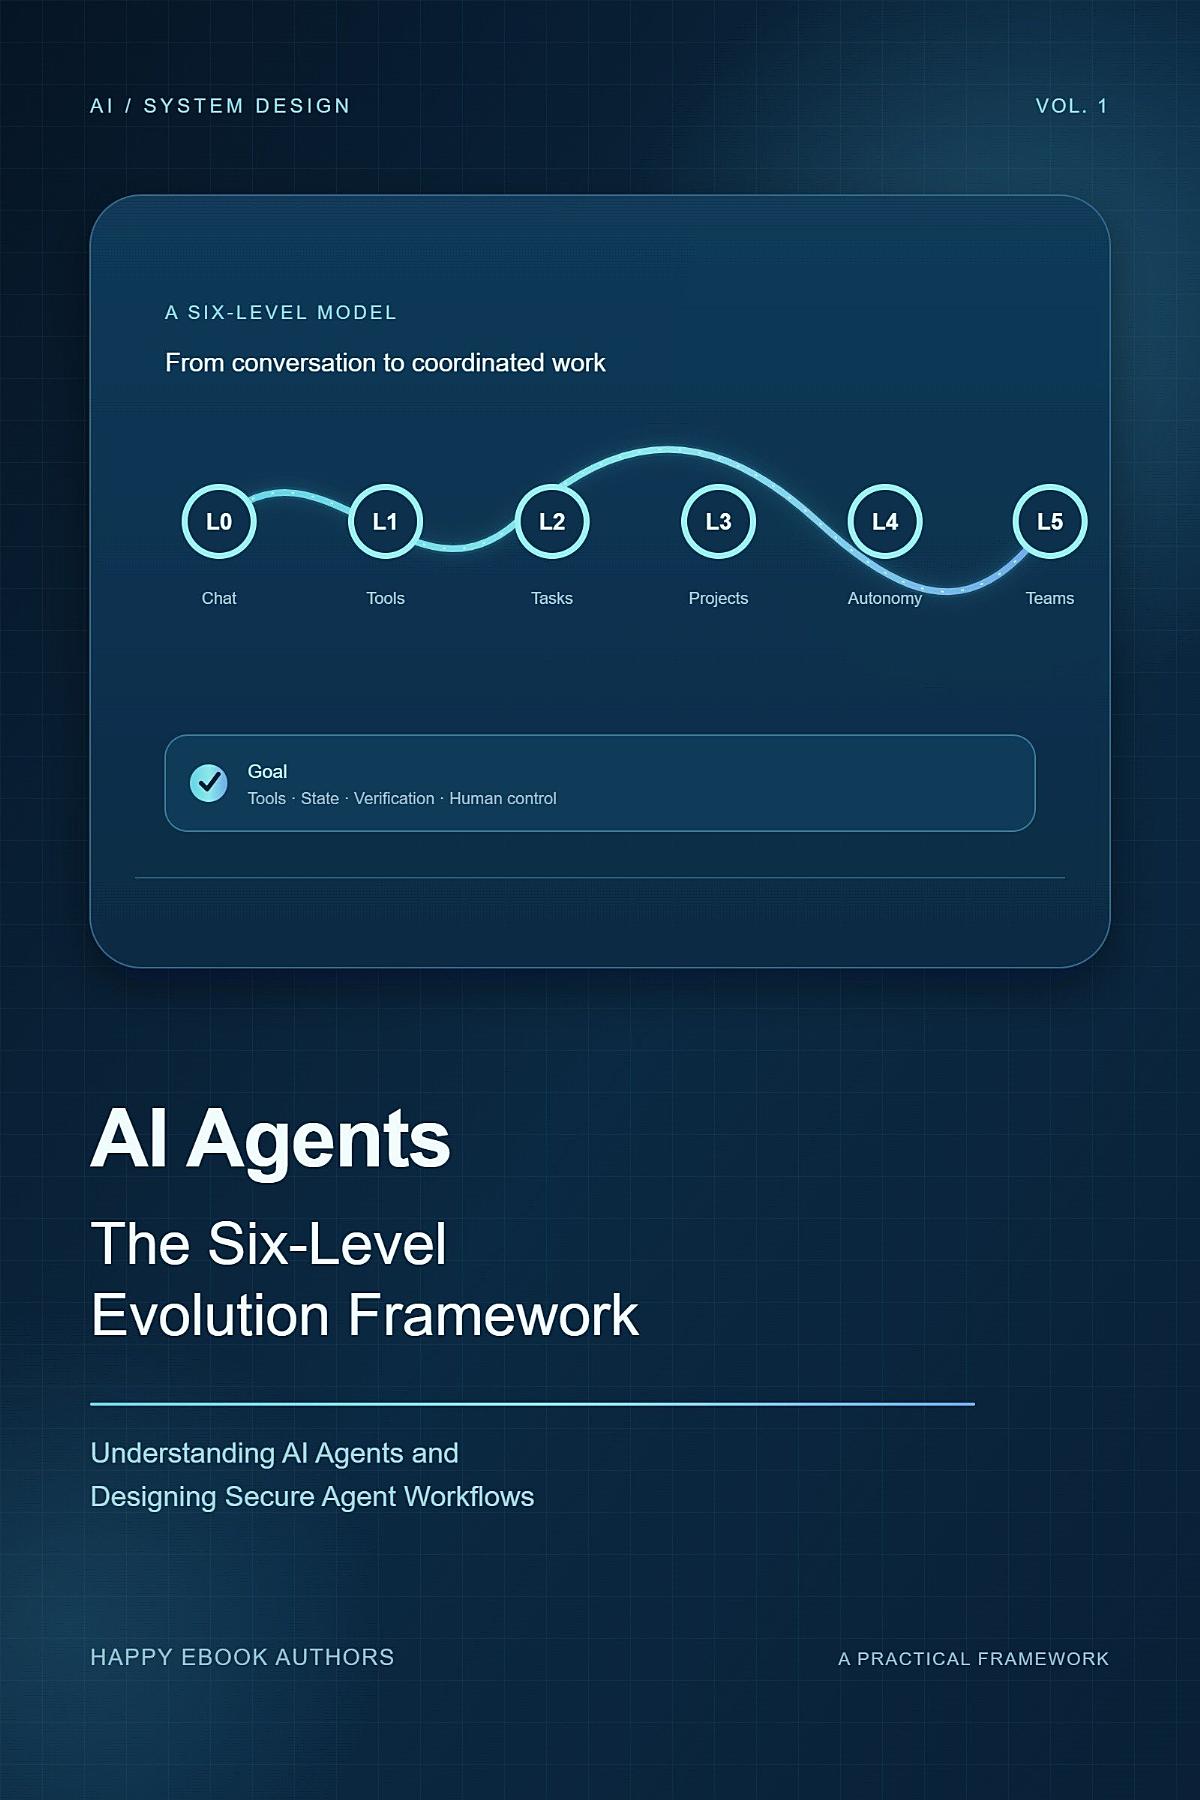 AI / SYSTEM DESIGN
VOL. 1
A SIX-LEVEL MODEL
From conversation to coordinated work
L0
L1
L2
L3
L4
L5
Chat
Tools
Tasks
Projects
Autonomy
Teams
Goal
Tools · State · Verification · Human control
AI Agents
The Six-Level
Evolution Framework
Understanding AI Agents and
Designing Secure Agent Workflows
HAPPY EBOOK AUTHORS
A PRACTICAL FRAMEWORK